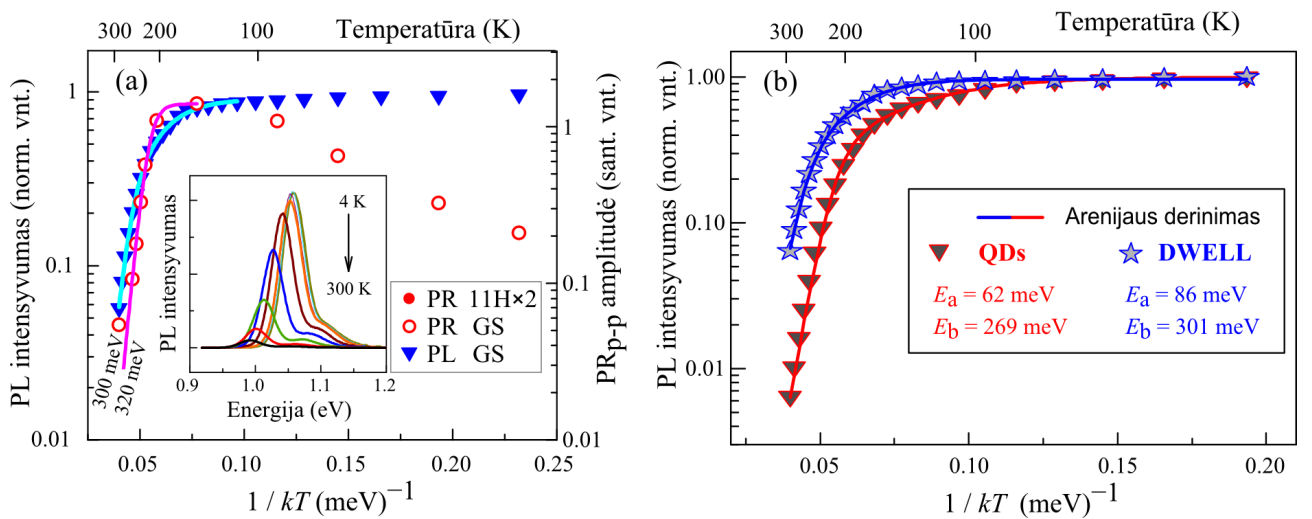 Temperatūra (K)
300 200 100
(a)
PL intensyvumas (norm. vnt.)
1
0.1
0.01
PR_p-p amplitudė (sant. vnt.)
1
0.1
0.01
300 meV
320 meV
PL intensyvumas
4 K
300 K
0.9 1.0 1.1 1.2
Energija (eV)
PR 11H×2
PR GS
PL GS
0.05 0.10 0.15 0.20 0.25
1 / kT (meV)⁻¹
Temperatūra (K)
300 200 100
(b)
PL intensyvumas (norm. vnt.)
1.00
0.10
0.01
Arenijaus derinimas
QDs DWELL
E_a = 62 meV E_a = 86 meV
E_b = 269 meV E_b = 301 meV
0.05 0.10 0.15 0.20
1 / kT (meV)⁻¹